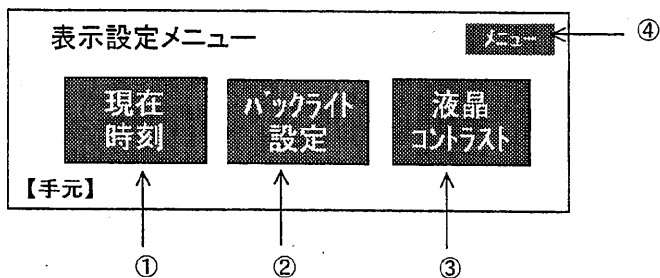 表示設定メニュー
メニュー
④
現在
時刻
バックライト
設定
液晶
コントラスト
【手元】
①
②
③